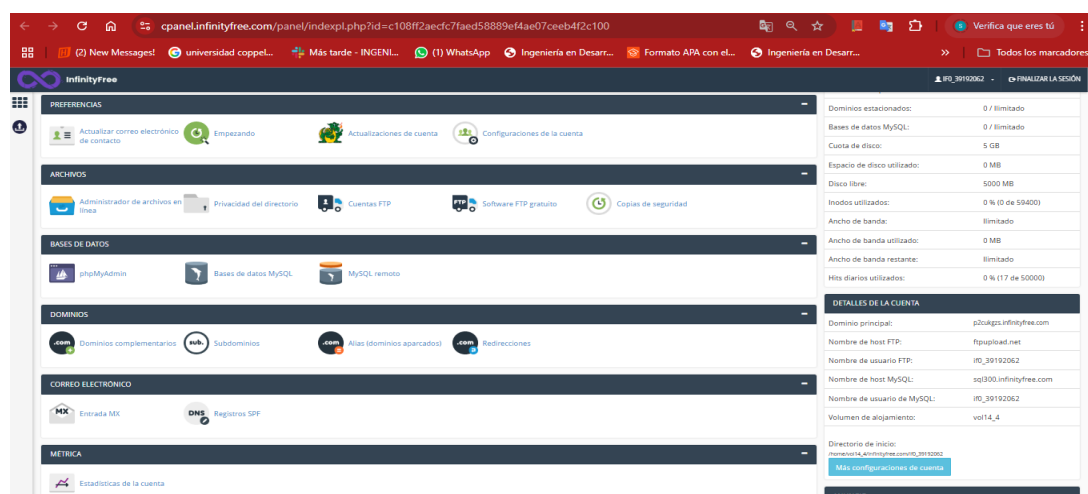 cpanel.infinityfree.com/panel/indexpl.php?id=c108ff2aecfc7faed58889ef4ae07ceeb4f2c100
Verifica que eres tú
(2) New Messages!
universidad coppel...
Más tarde - INGENI...
(1) WhatsApp
Ingeniería en Desarr...
Formato APA con el...
Ingeniería en Desarr...
»
Todos los marcadores
InfinityFree
IF0_39192062
FINALIZAR LA SESIÓN
PREFERENCIAS
Actualizar correo electrónico de contacto
Empezando
Actualizaciones de cuenta
Configuraciones de la cuenta
ARCHIVOS
Administrador de archivos en línea
Privacidad del directorio
Cuentas FTP
FTP
Software FTP gratuito
Copias de seguridad
BASES DE DATOS
phpMyAdmin
Bases de datos MySQL
MySQL remoto
DOMINIOS
.com
Dominios complementarios
sub.
Subdominios
.com
Alias (dominios aparcados)
.com
Redirecciones
CORREO ELECTRÓNICO
MX
Entrada MX
DNS
Registros SPF
MÉTRICA
Estadísticas de la cuenta
Dominios estacionados: 0 / Ilimitado
Bases de datos MySQL: 0 / Ilimitado
Cuota de disco: 5 GB
Espacio de disco utilizado: 0 MB
Disco libre: 5000 MB
Inodos utilizados: 0 % (0 de 59400)
Ancho de banda: Ilimitado
Ancho de banda utilizado: 0 MB
Ancho de banda restante: Ilimitado
Hits diarios utilizados: 0 % (17 de 50000)
DETALLES DE LA CUENTA
Dominio principal: p2cukgzs.infinityfree.com
Nombre de host FTP: ftpupload.net
Nombre de usuario FTP: if0_39192062
Nombre de host MySQL: sql300.infinityfree.com
Nombre de usuario de MySQL: if0_39192062
Volumen de alojamiento: vol14_4
Directorio de inicio:
/home/vol14_4/infinityfree.com/if0_39192062
Más configuraciones de cuenta